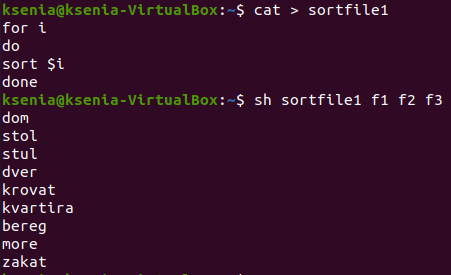 ksenia@ksenia-VirtualBox:~$ cat > sortfile1
for i
do
sort $i
done
ksenia@ksenia-VirtualBox:~$ sh sortfile1 f1 f2 f3
dom
stol
stul
dver
krovat
kvartira
bereg
more
zakat